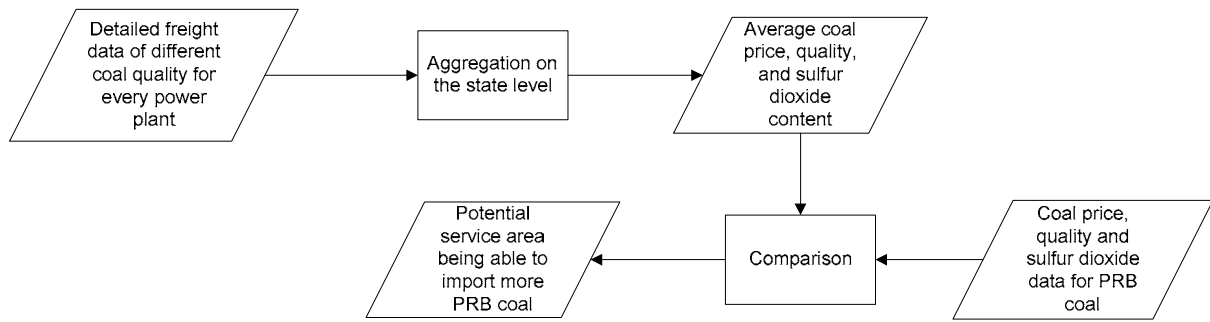 Detailed freight
data of different
coal quality for
every power
plant
Aggregation on
the state level
Average coal
price, quality,
and sulfur
dioxide
content
Potential
service area
being able to
import more
PRB coal
Comparison
Coal price,
quality and
sulfur dioxide
data for PRB
coal